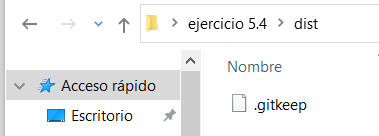 ejercicio 5.4 > dist
Acceso rápido
Escritorio
Nombre
.gitkeep